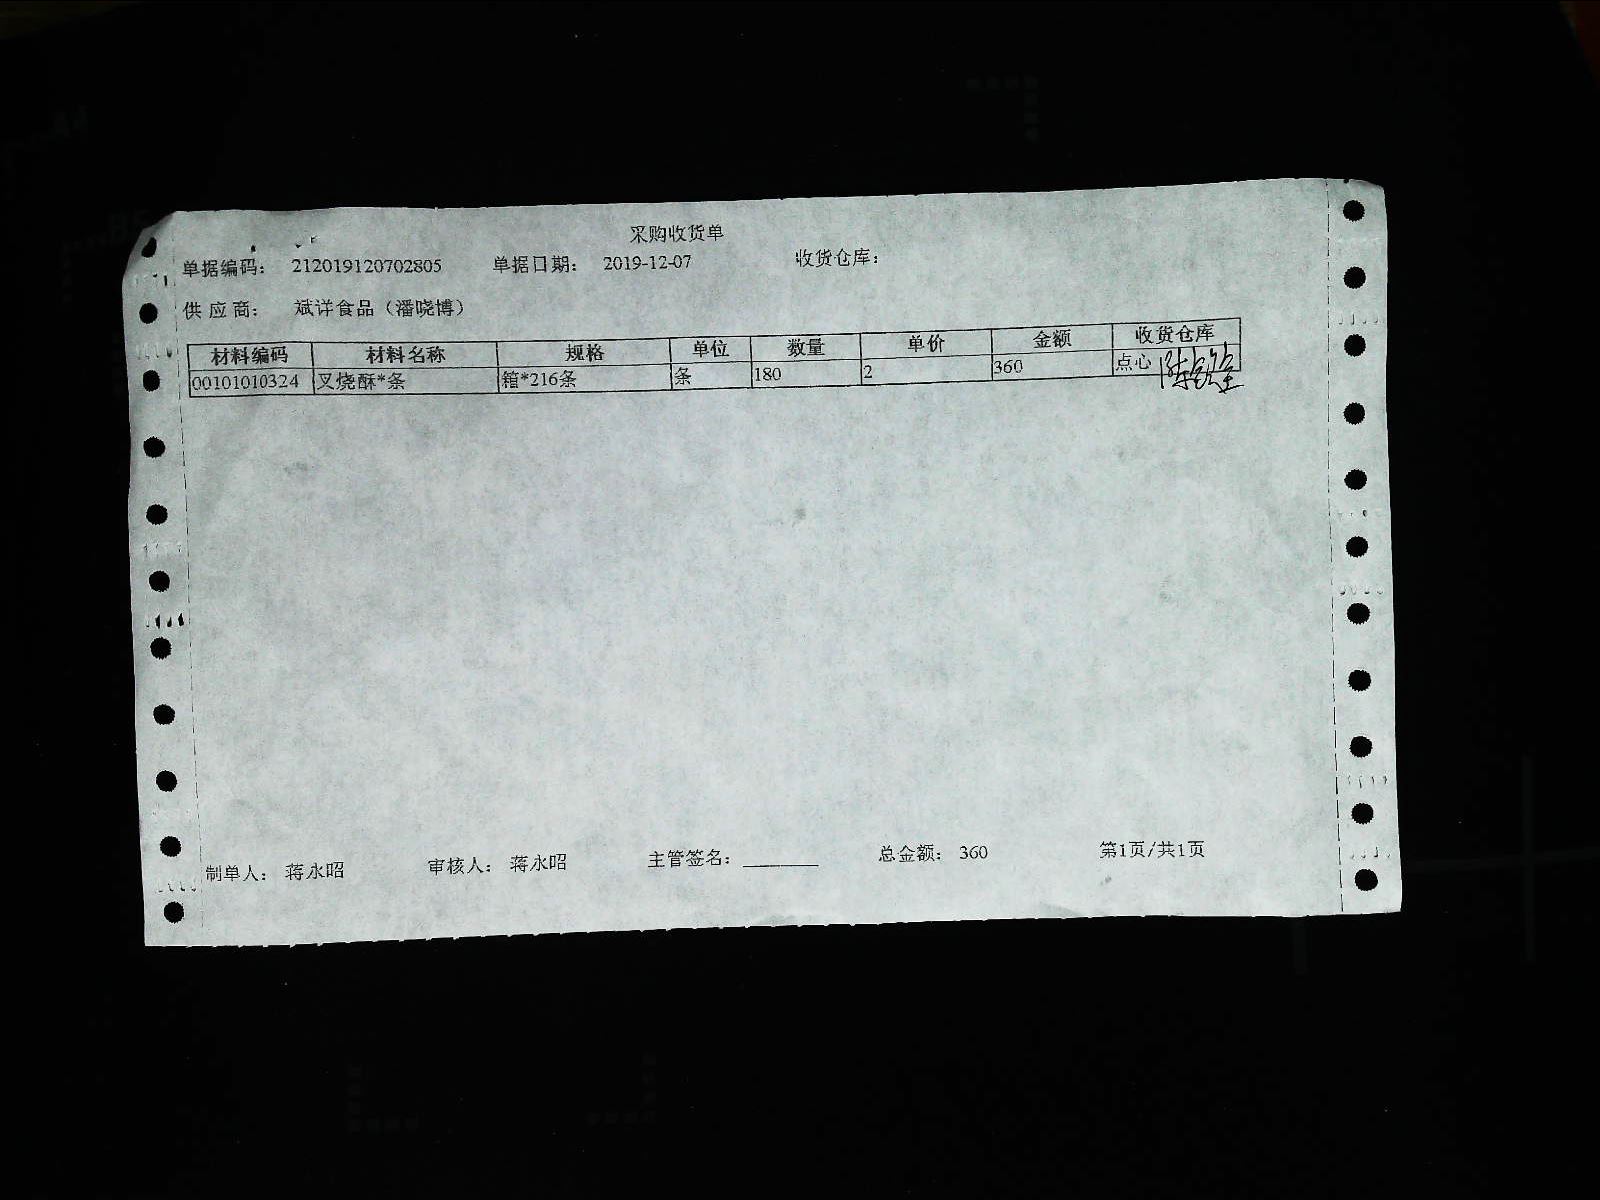 采购收货单
单据编码： 212019120702805 单据日期： 2019-12-07 收货仓库：
供应商： 斌详食品（潘晓博）
材料编码 材料名称 规格 单位 数量 单价 金额 收货仓库
00101010324 叉烧酥*条 箱*216条 条 180 2 360 点心
制单人： 蒋永昭 审核人： 蒋永昭 主管签名： 总金额： 360 第1页/共1页